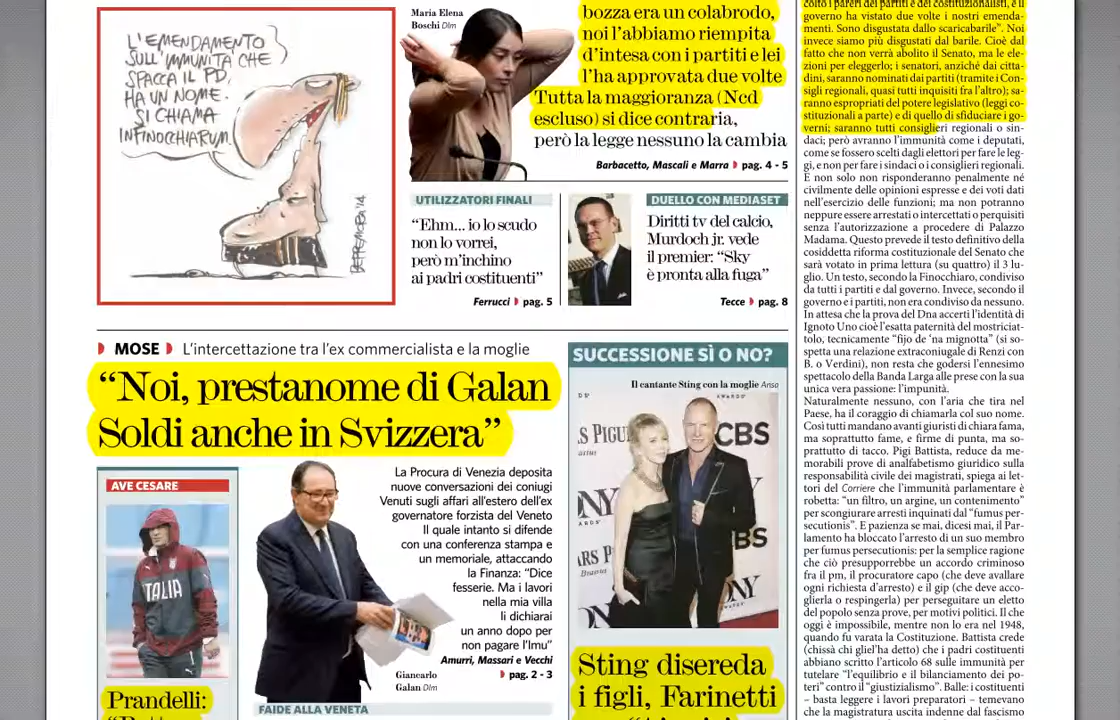 L'EMENDAMENTO
SULL'IMMUNITÀ CHE
SPACCA IL PD,
HA UN NOME.
SI CHIAMA
INFINOCCHIARUM.
BEPPEMORA '14
Maria Elena
Boschi Dlm
bozza era un colabrodo,
noi l'abbiamo riempita
d'intesa con i partiti e lei
l'ha approvata due volte
Tutta la maggioranza (Ncd
escluso) si dice contraria,
però la legge nessuno la cambia
Barbacetto, Mascali e Marra pag. 4 - 5
UTILIZZATORI FINALI
“Ehm... io lo scudo
non lo vorrei,
però m'inchino
ai padri costituenti”
Ferrucci pag. 5
DUELLO CON MEDIASET
Diritti tv del calcio,
Murdoch jr. vede
il premier: “Sky
è pronta alla fuga”
Tecce pag. 8
MOSE L'intercettazione tra l'ex commercialista e la moglie
“Noi, prestanome di Galan
Soldi anche in Svizzera”
AVE CESARE
ITALIA
Prandelli:
La Procura di Venezia deposita
nuove conversazioni dei coniugi
Venuti sugli affari all'estero dell'ex
governatore forzista del Veneto
Il quale intanto si difende
con una conferenza stampa e
un memoriale, attaccando
la Finanza: “Dice
fesserie. Ma i lavori
nella mia villa
li dichiarai
un anno dopo per
non pagare l'Imu”
Amurri, Massari e Vecchi
pag. 2 - 3
Giancarlo
Galan Dlm
FAIDE ALLA VENETA
SUCCESSIONE SÌ O NO?
Il cantante Sting con la moglie Ansa
AWARDS
CBS
NY
Sting disereda
i figli, Farinetti
colto i pareri dei partiti e dei costituzionalisti, e il
governo ha vistato due volte i nostri emenda-
menti. Sono disgustata dallo scaricabarile”. Noi
invece siamo più disgustati dal barile. Cioè dal
fatto che non verrà abolito il Senato, ma le ele-
zioni per eleggerlo; i senatori, anziché dai citta-
dini, saranno nominati dai partiti (tramite i Con-
sigli regionali, quasi tutti inquisiti fra l'altro); sa-
ranno espropriati del potere legislativo (leggi co-
stituzionali a parte) e di quello di sfiduciare i go-
verni; saranno tutti consiglieri regionali o sin-
daci; però avranno l'immunità come i deputati,
come se fossero scelti dagli elettori per fare le leg-
gi, e non per fare i sindaci o i consiglieri regionali.
E non solo non risponderanno penalmente né
civilmente delle opinioni espresse e dei voti dati
nell'esercizio delle funzioni; ma non potranno
neppure essere arrestati o intercettati o perquisiti
senza l'autorizzazione a procedere di Palazzo
Madama. Questo prevede il testo definitivo della
cosiddetta riforma costituzionale del Senato che
sarà votato in prima lettura (su quattro) il 3 lu-
glio. Un testo, secondo la Finocchiaro, condiviso
da tutti i partiti e dal governo. Invece, secondo il
governo e i partiti, non era condiviso da nessuno.
In attesa che la prova del Dna accerti l'identità di
Ignoto Uno cioè l'esatta paternità del mostriciat-
tolo, tecnicamente “fijo de 'na mignotta” (si so-
spetta una relazione extraconiugale di Renzi con
B. o Verdini), non resta che godersi l'ennesimo
spettacolo della Banda Larga alle prese con la sua
unica vera passione: l'impunità.
Naturalmente nessuno, con l'aria che tira nel
Paese, ha il coraggio di chiamarla col suo nome.
Così tutti mandano avanti giuristi di chiara fama,
ma soprattutto fame, e firme di punta, ma so-
prattutto di tacco. Pigi Battista, reduce da me-
morabili prove di analfabetismo giuridico sulla
responsabilità civile dei magistrati, spiega ai let-
tori del Corriere che l'immunità parlamentare è
robetta: “un filtro, un argine, un contenimento”
per scongiurare arresti inquinati dal “fumus per-
secutionis”. E pazienza se mai, dicesi mai, il Par-
lamento ha bloccato l'arresto di un suo membro
per fumus persecutionis: per la semplice ragione
che ciò presupporrebbe un accordo criminoso
fra il pm, il procuratore capo (che deve avallare
ogni richiesta d'arresto) e il gip (che deve acco-
glierla o respingerla) per perseguitare un eletto
del popolo senza prove, per motivi politici. Il che
oggi è impossibile, mentre non lo era nel 1948,
quando fu varata la Costituzione. Battista crede
(chissà chi gliel'ha detto) che i padri costituenti
abbiano scritto l'articolo 68 sulle immunità per
tutelare “l'equilibrio e il bilanciamento dei po-
teri” contro il “giustizialismo”. Balle: i costituenti
– basta leggere i lavori preparatori – temevano
che la magistratura uscita indenne dal fascismo